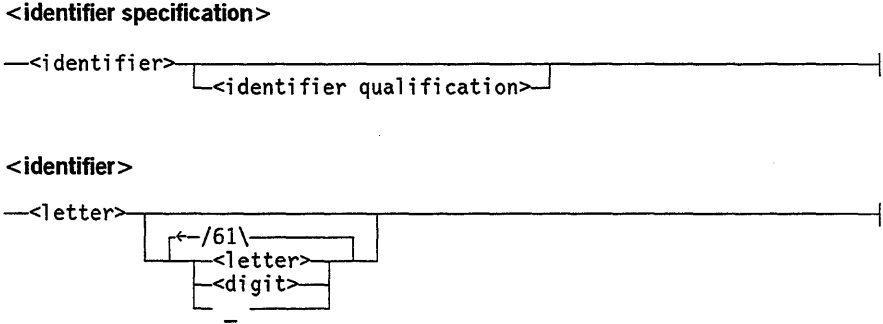 <identifier specification>
<identifier>
<identifier qualification>
<identifier>
<letter>
/61\
<letter>
<digit>
_